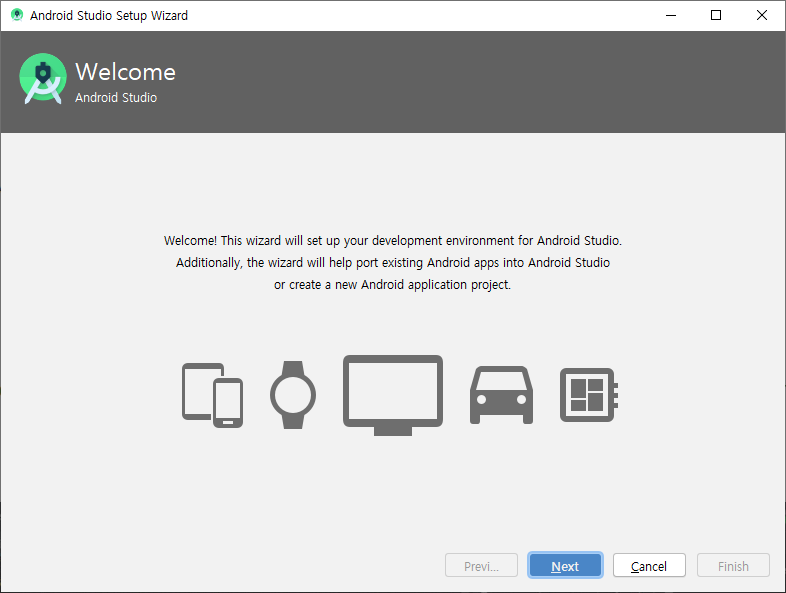 Android Studio Setup Wizard
Welcome
Android Studio
Welcome! This wizard will set up your development environment for Android Studio.
Additionally, the wizard will help port existing Android apps into Android Studio
or create a new Android application project.
Previ...
Next
Cancel
Finish